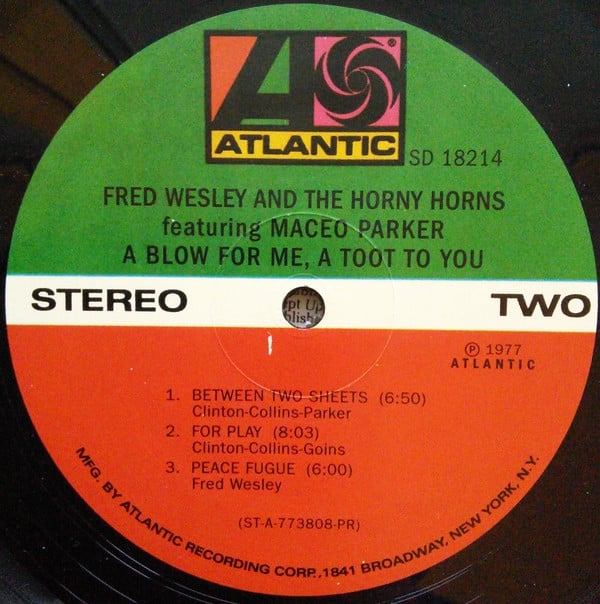 ATLANTIC
®
SD 18214
FRED WESLEY AND THE HORNY HORNS
featuring MACEO PARKER
A BLOW FOR ME, A TOOT TO YOU
STEREO
TWO
pt Up
blish
℗ 1977
ATLANTIC
1. BETWEEN TWO SHEETS (6:50)
Clinton-Collins-Parker
2. FOR PLAY (8:03)
Clinton-Collins-Goins
3. PEACE FUGUE (6:00)
Fred Wesley
(ST-A-773808-PR)
MFG. BY ATLANTIC RECORDING CORP., 1841 BROADWAY, NEW YORK, N.Y.